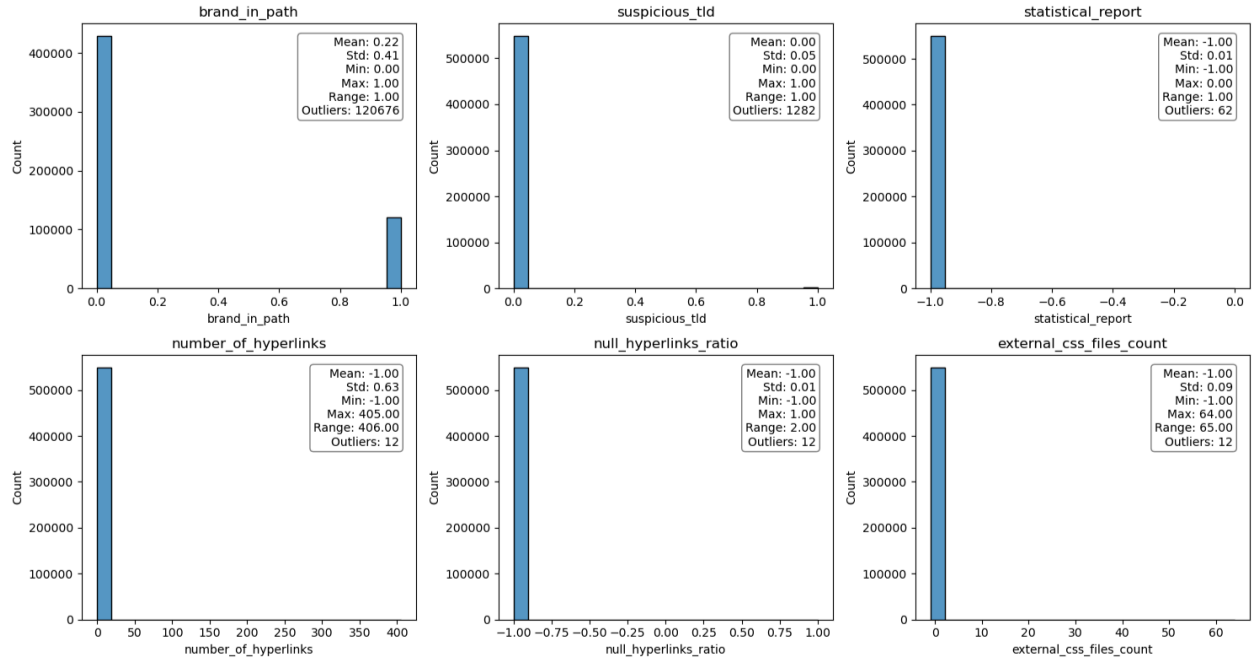 brand_in_path
Mean: 0.22
Std: 0.41
Min: 0.00
Max: 1.00
Range: 1.00
Outliers: 120676
400000
300000
200000
100000
0
Count
0.0 0.2 0.4 0.6 0.8 1.0
brand_in_path
suspicious_tld
Mean: 0.00
Std: 0.05
Min: 0.00
Max: 1.00
Range: 1.00
Outliers: 1282
500000
400000
300000
200000
100000
0
Count
0.0 0.2 0.4 0.6 0.8 1.0
suspicious_tld
statistical_report
Mean: -1.00
Std: 0.01
Min: -1.00
Max: 0.00
Range: 1.00
Outliers: 62
500000
400000
300000
200000
100000
0
Count
−1.0 −0.8 −0.6 −0.4 −0.2 0.0
statistical_report
number_of_hyperlinks
Mean: -1.00
Std: 0.63
Min: -1.00
Max: 405.00
Range: 406.00
Outliers: 12
500000
400000
300000
200000
100000
0
Count
0 50 100 150 200 250 300 350 400
number_of_hyperlinks
null_hyperlinks_ratio
Mean: -1.00
Std: 0.01
Min: -1.00
Max: 1.00
Range: 2.00
Outliers: 12
500000
400000
300000
200000
100000
0
Count
−1.00 −0.75 −0.50 −0.25 0.00 0.25 0.50 0.75 1.00
null_hyperlinks_ratio
external_css_files_count
Mean: -1.00
Std: 0.09
Min: -1.00
Max: 64.00
Range: 65.00
Outliers: 12
500000
400000
300000
200000
100000
0
Count
0 10 20 30 40 50 60
external_css_files_count